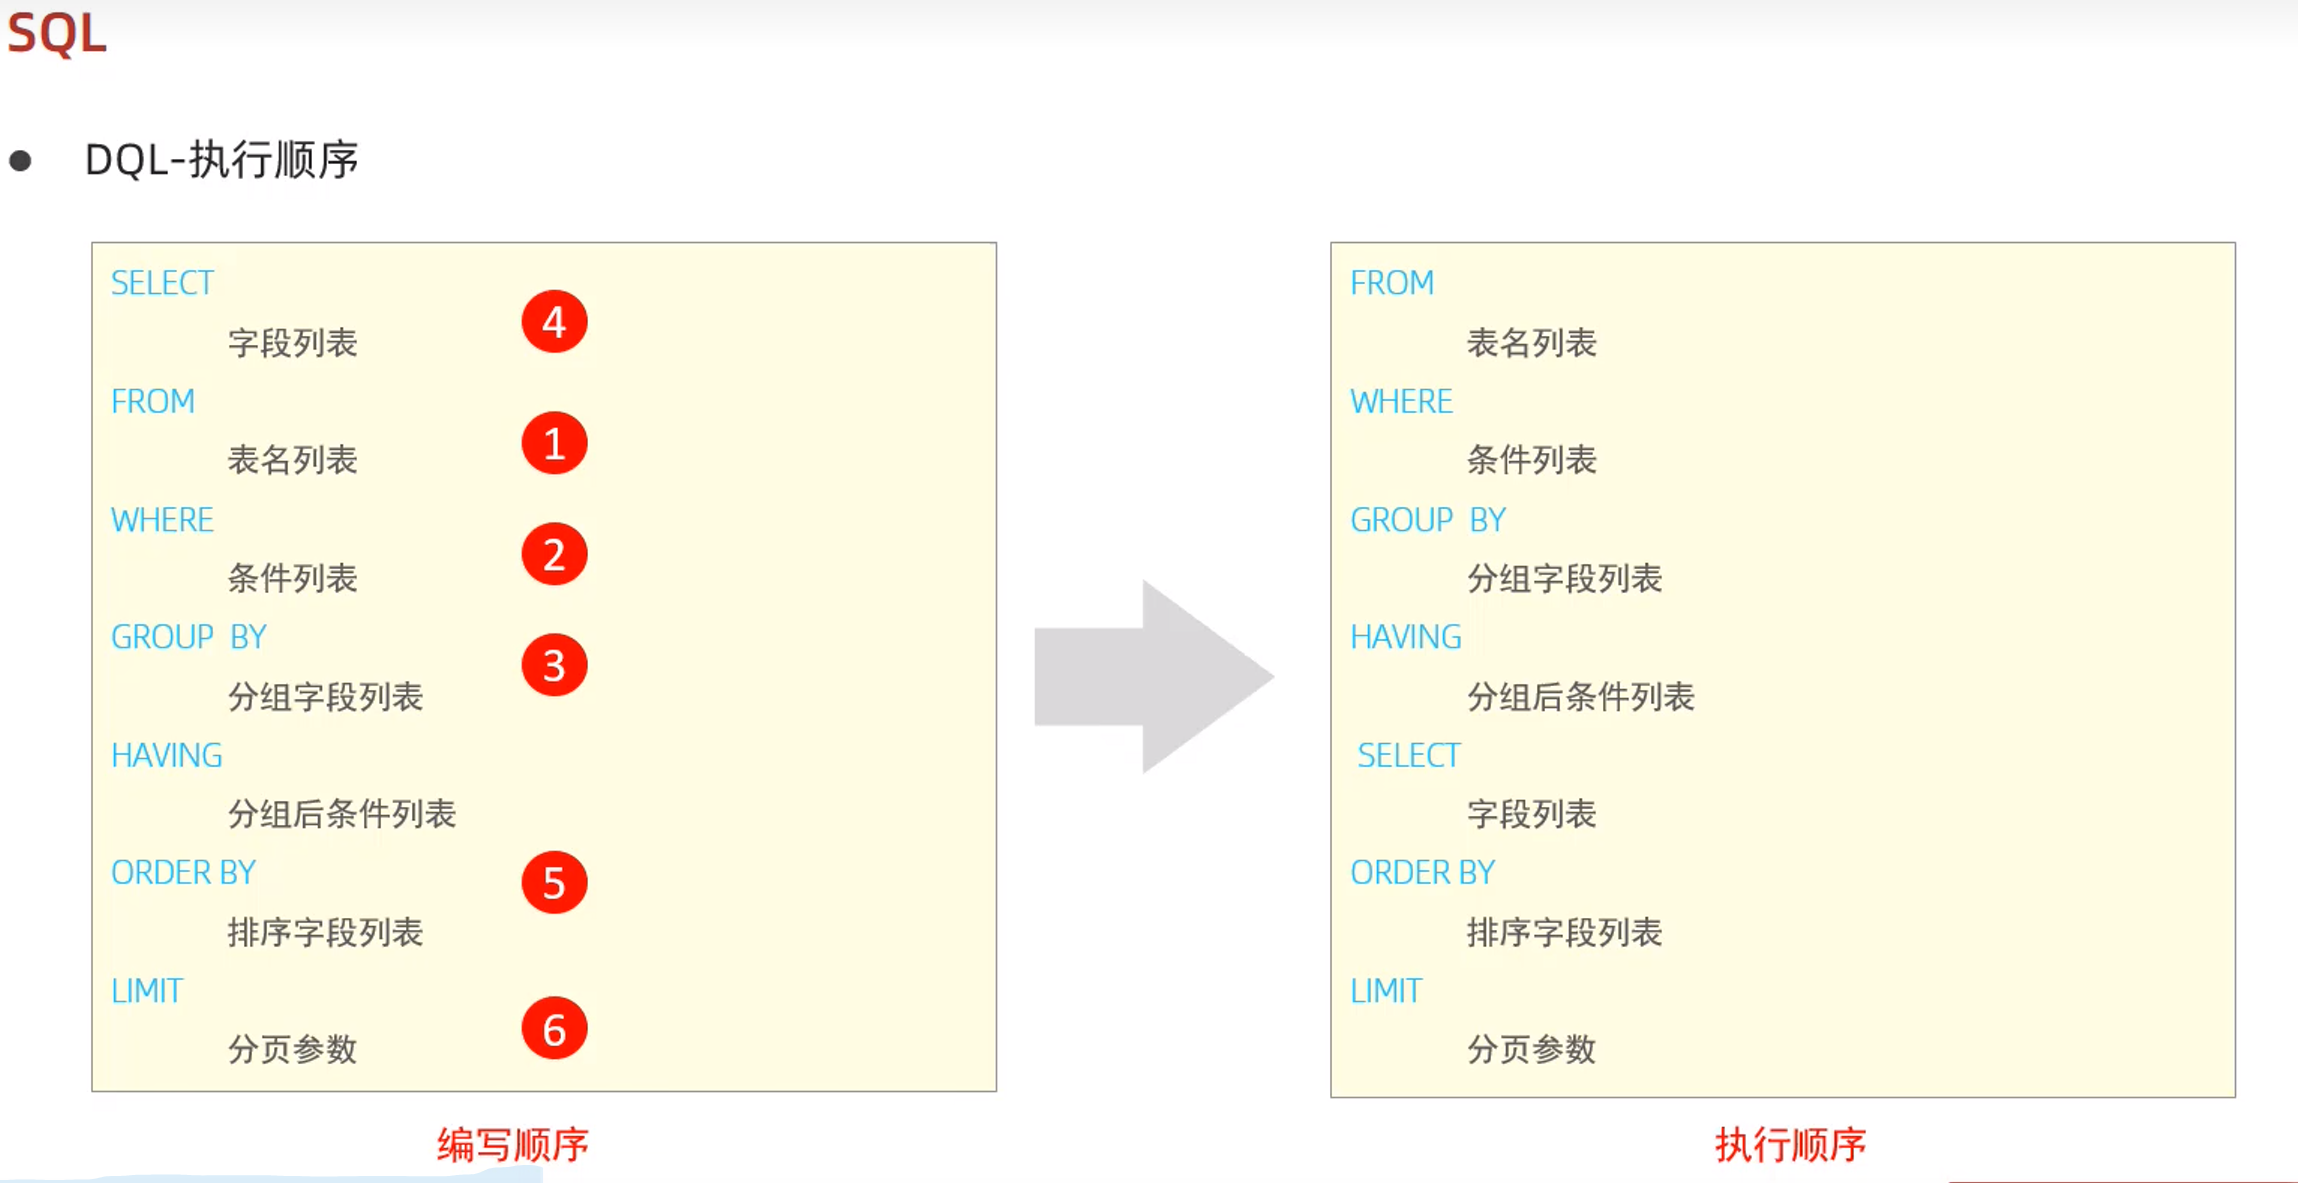 SQL
DQL-执行顺序
SELECT
字段列表
4
FROM
表名列表
1
WHERE
条件列表
2
GROUP BY
分组字段列表
3
HAVING
分组后条件列表
ORDER BY
排序字段列表
5
LIMIT
分页参数
6
编写顺序
FROM
表名列表
WHERE
条件列表
GROUP BY
分组字段列表
HAVING
分组后条件列表
SELECT
字段列表
ORDER BY
排序字段列表
LIMIT
分页参数
执行顺序